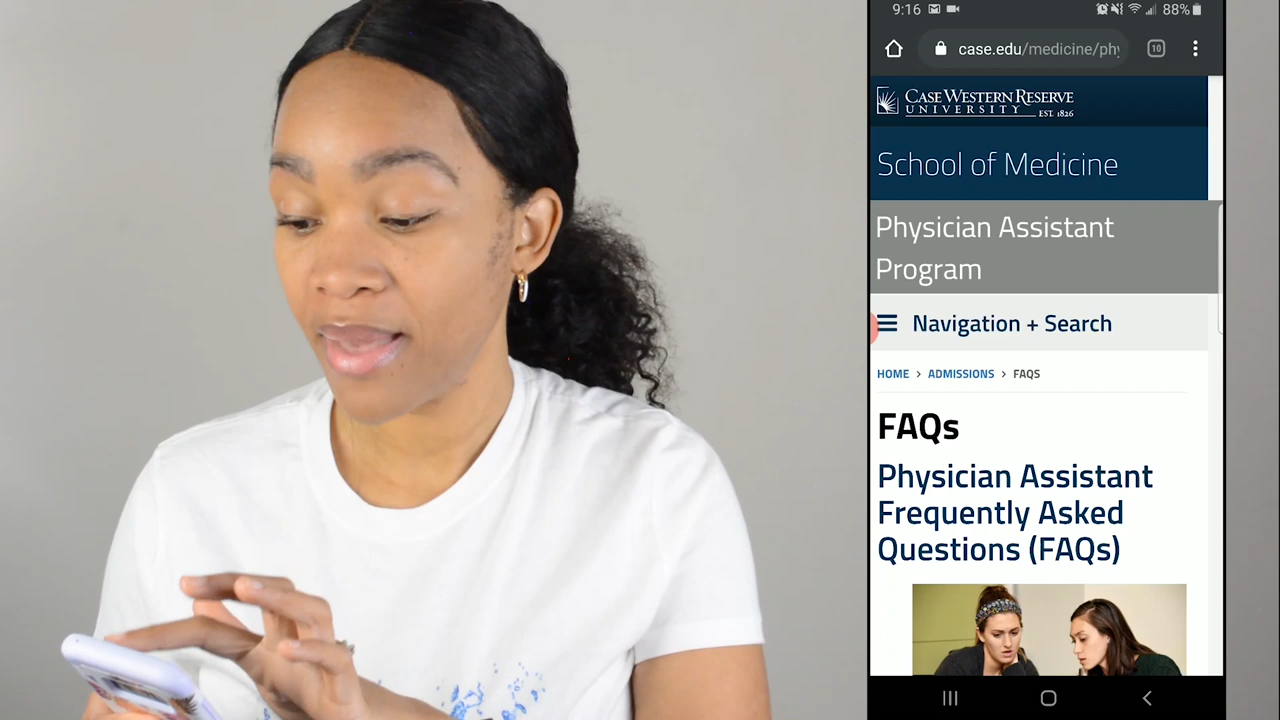 9:16
88%
case.edu/medicine/phy
10
CASE WESTERN RESERVE
UNIVERSITY
EST. 1826
School of Medicine
Physician Assistant
Program
Navigation + Search
HOME > ADMISSIONS > FAQS
FAQs
Physician Assistant
Frequently Asked
Questions (FAQs)